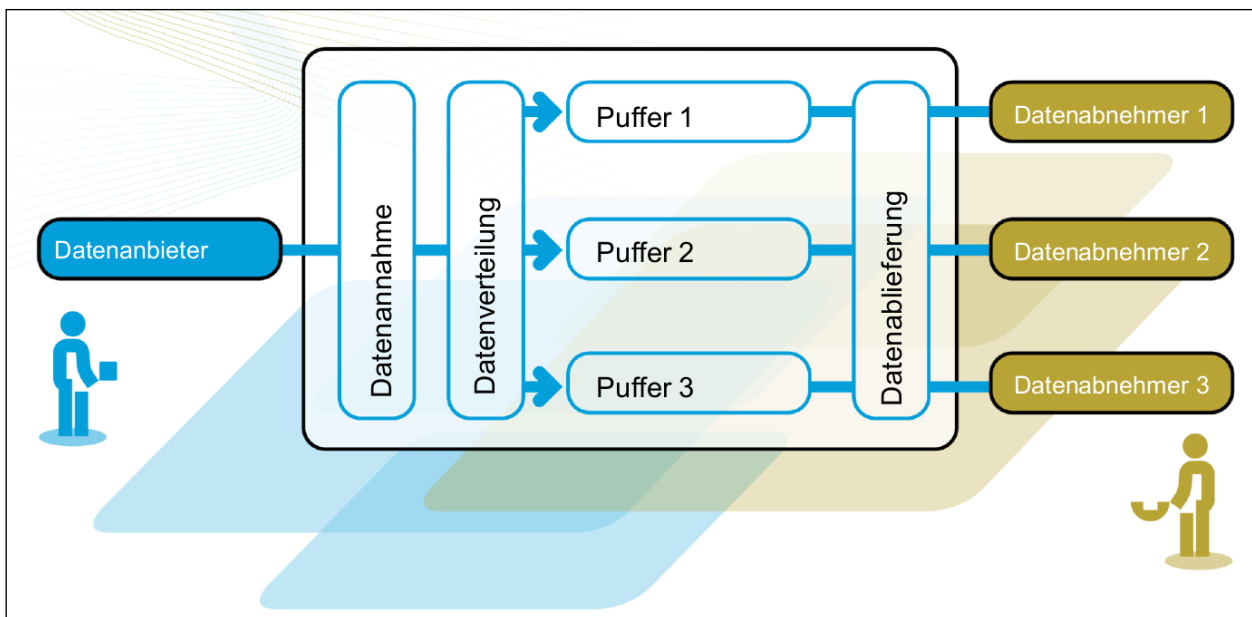 Datenanbieter
Datenannahme
Datenverteilung
Puffer 1
Puffer 2
Puffer 3
Datenablieferung
Datenabnehmer 1
Datenabnehmer 2
Datenabnehmer 3